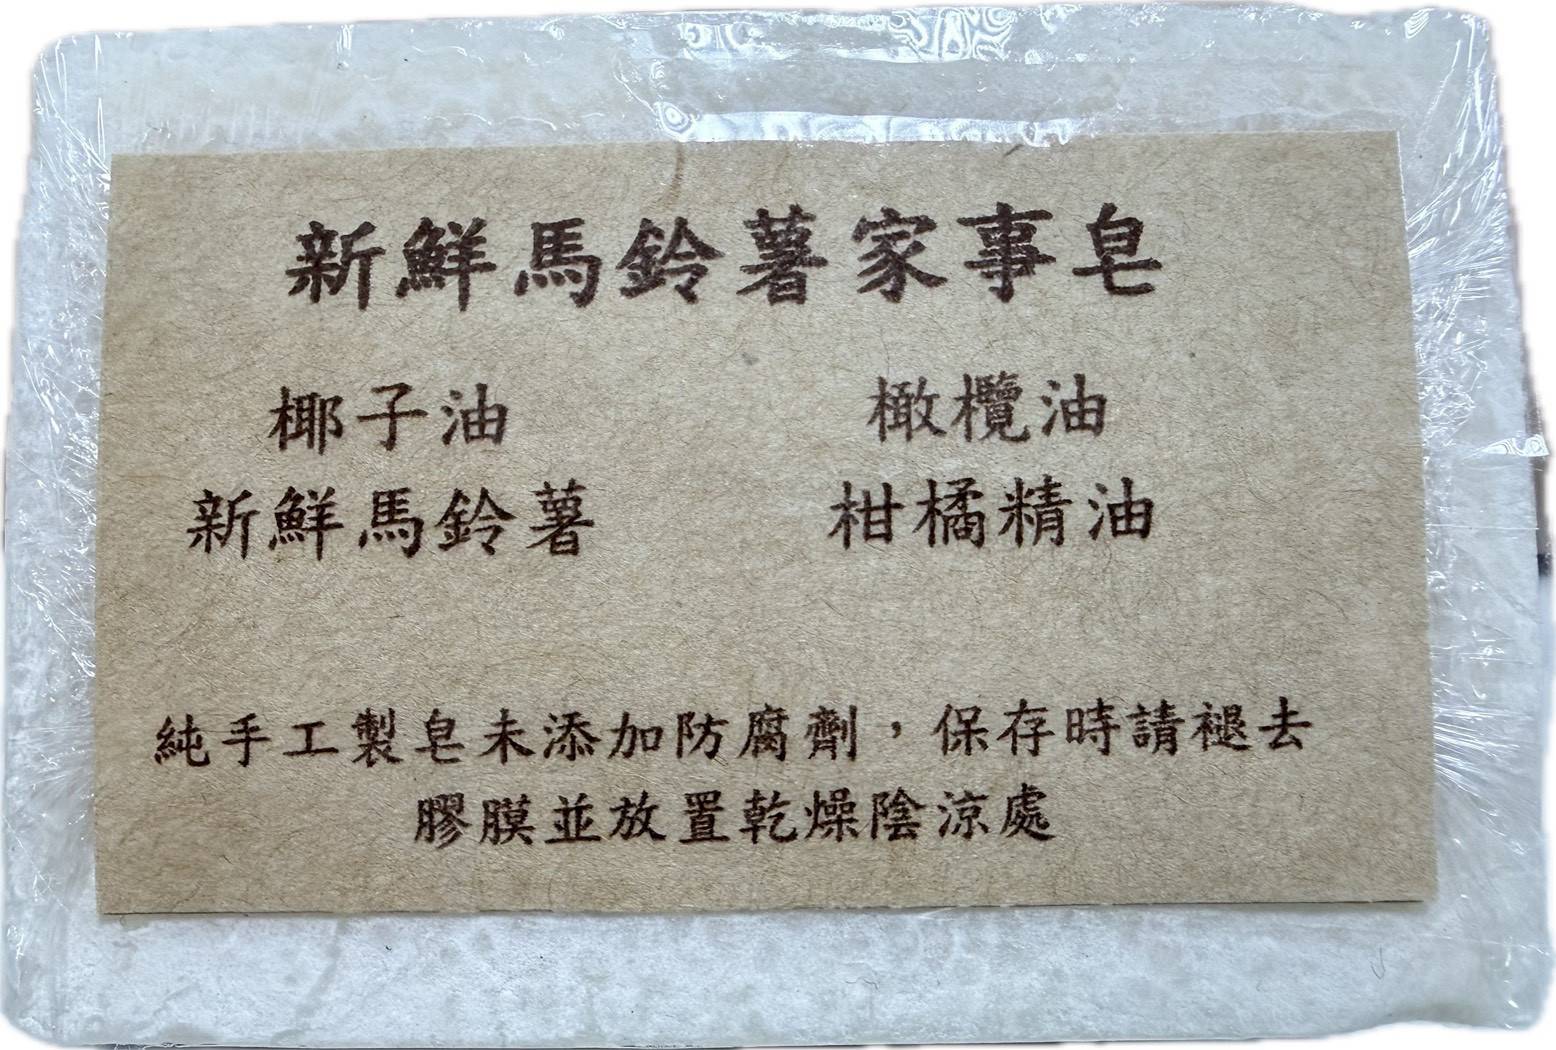 新鮮馬鈴薯家事皂
椰子油 橄欖油
新鮮馬鈴薯 柑橘精油
純手工製皂未添加防腐劑，保存時請褪去
膠膜並放置乾燥陰涼處